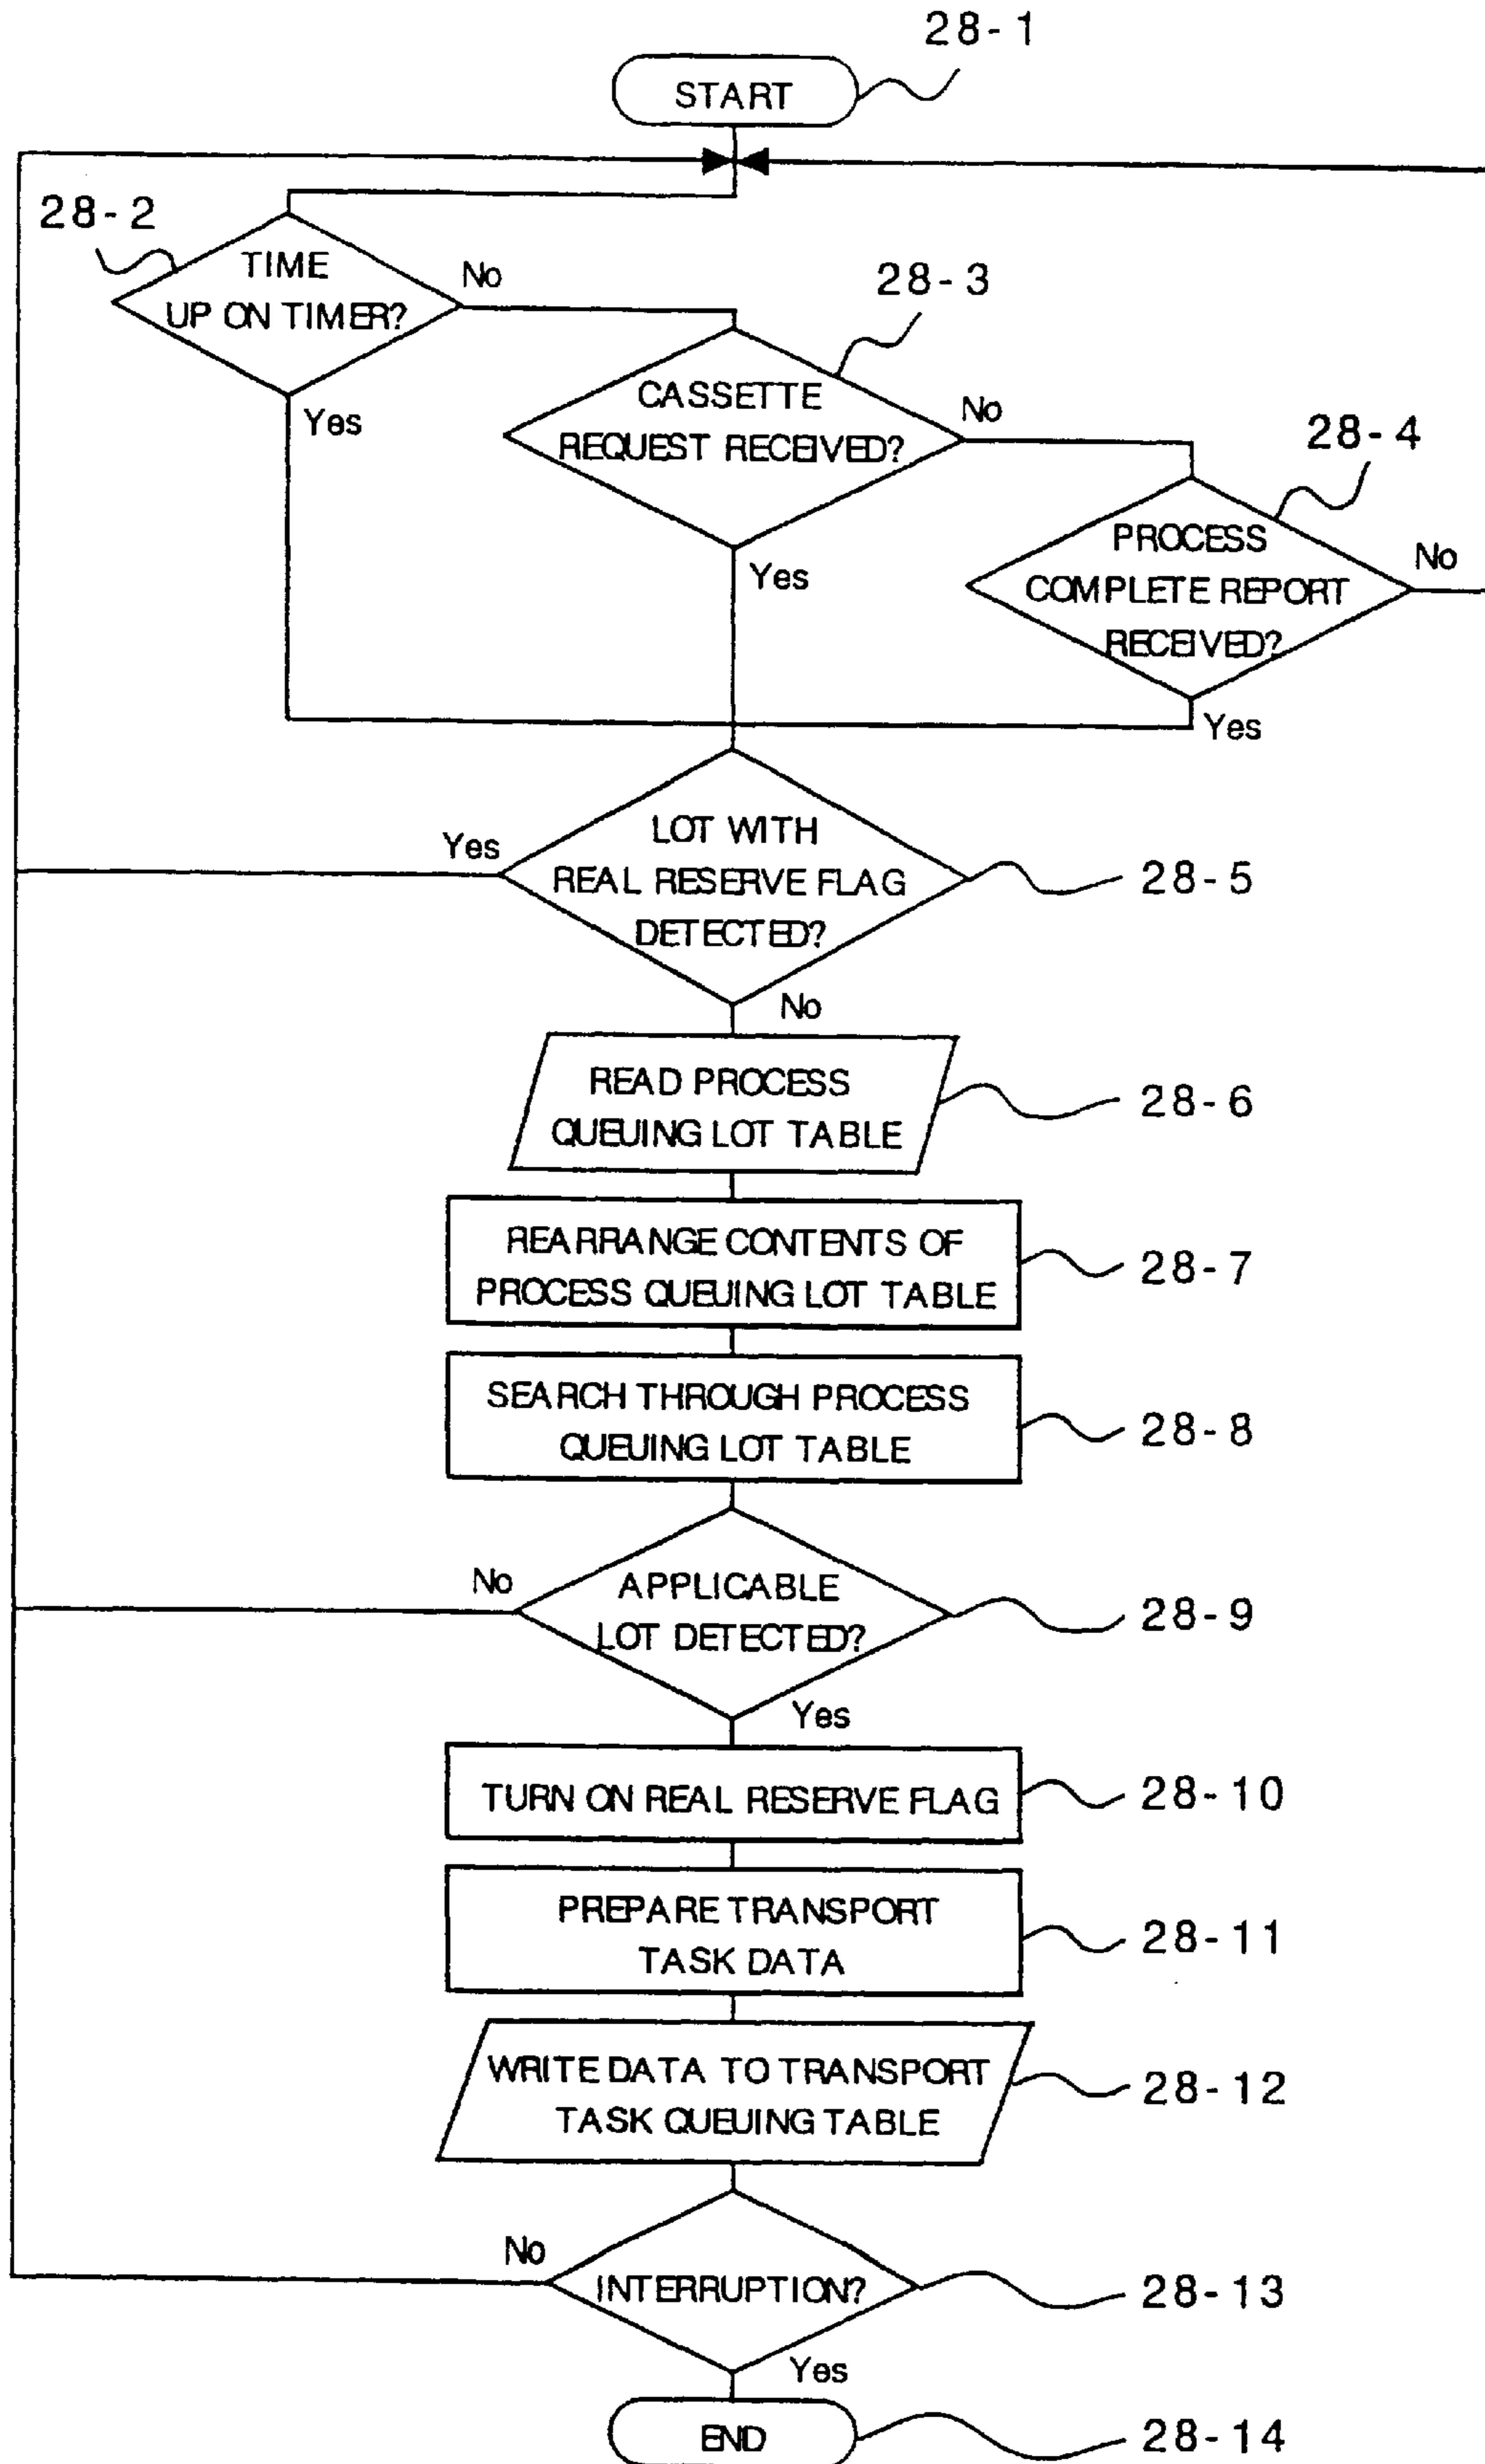 28-1
START
28-2
TIME
UP ON TIMER?
No
Yes
28-3
CASSETTE
REQUEST RECEIVED?
No
Yes
28-4
PROCESS
COMPLETE REPORT
RECEIVED?
No
Yes
LOT WITH
REAL RESERVE FLAG
DETECTED?
Yes
28-5
No
READ PROCESS
QUEUING LOT TABLE
28-6
REARRANGE CONTENTS OF
PROCESS QUEUING LOT TABLE
28-7
SEARCH THROUGH PROCESS
QUEUING LOT TABLE
28-8
APPLICABLE
LOT DETECTED?
No
28-9
Yes
TURN ON REAL RESERVE FLAG
28-10
PREPARE TRANSPORT
TASK DATA
28-11
WRITE DATA TO TRANSPORT
TASK QUEUING TABLE
28-12
No
INTERRUPTION?
28-13
Yes
END
28-14